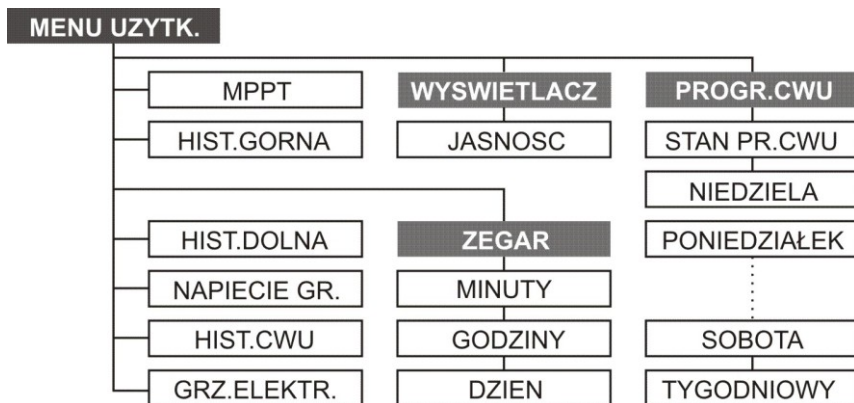 MENU UZYTK.
MPPT
WYSWIETLACZ
PROGR.CWU
HIST.GORNA
JASNOSC
STAN PR.CWU
NIEDZIELA
HIST.DOLNA
ZEGAR
PONIEDZIAŁEK
NAPIECIE GR.
MINUTY
HIST.CWU
GODZINY
SOBOTA
GRZ.ELEKTR.
DZIEN
TYGODNIOWY